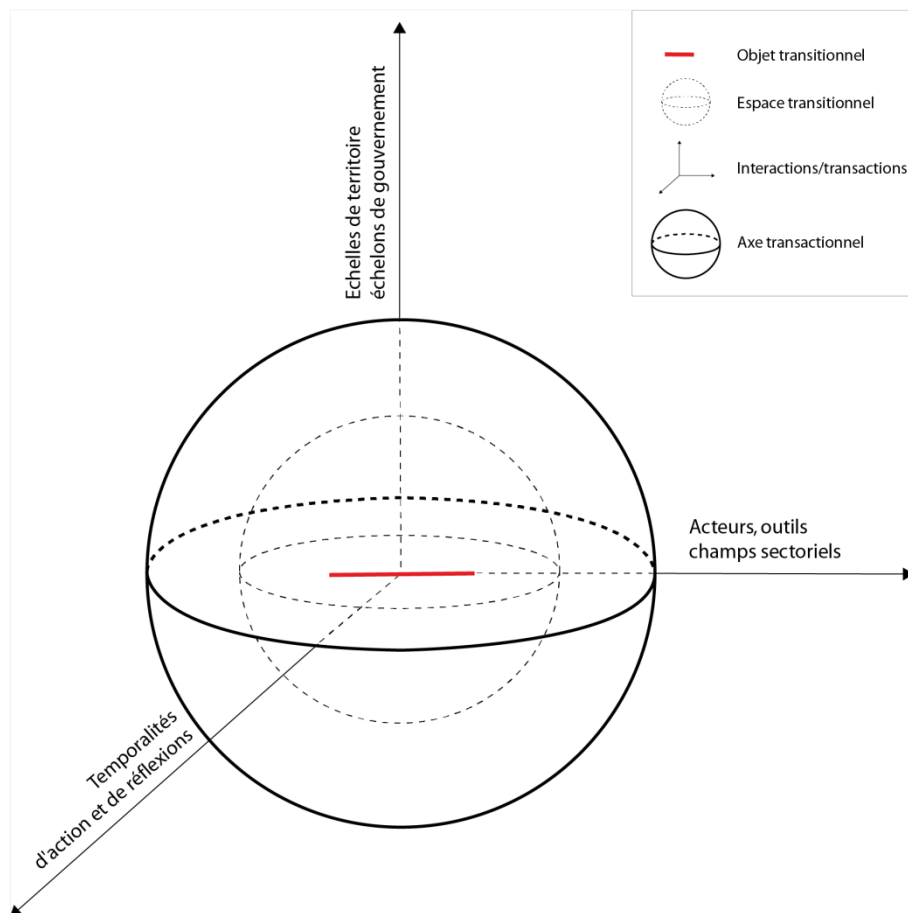 Objet transitionnel
Espace transitionnel
Interactions/transactions
Axe transactionnel
Echelles de territoire
échelons de gouvernement
Acteurs, outils
champs sectoriels
Temporalités
d'action et de réflexions